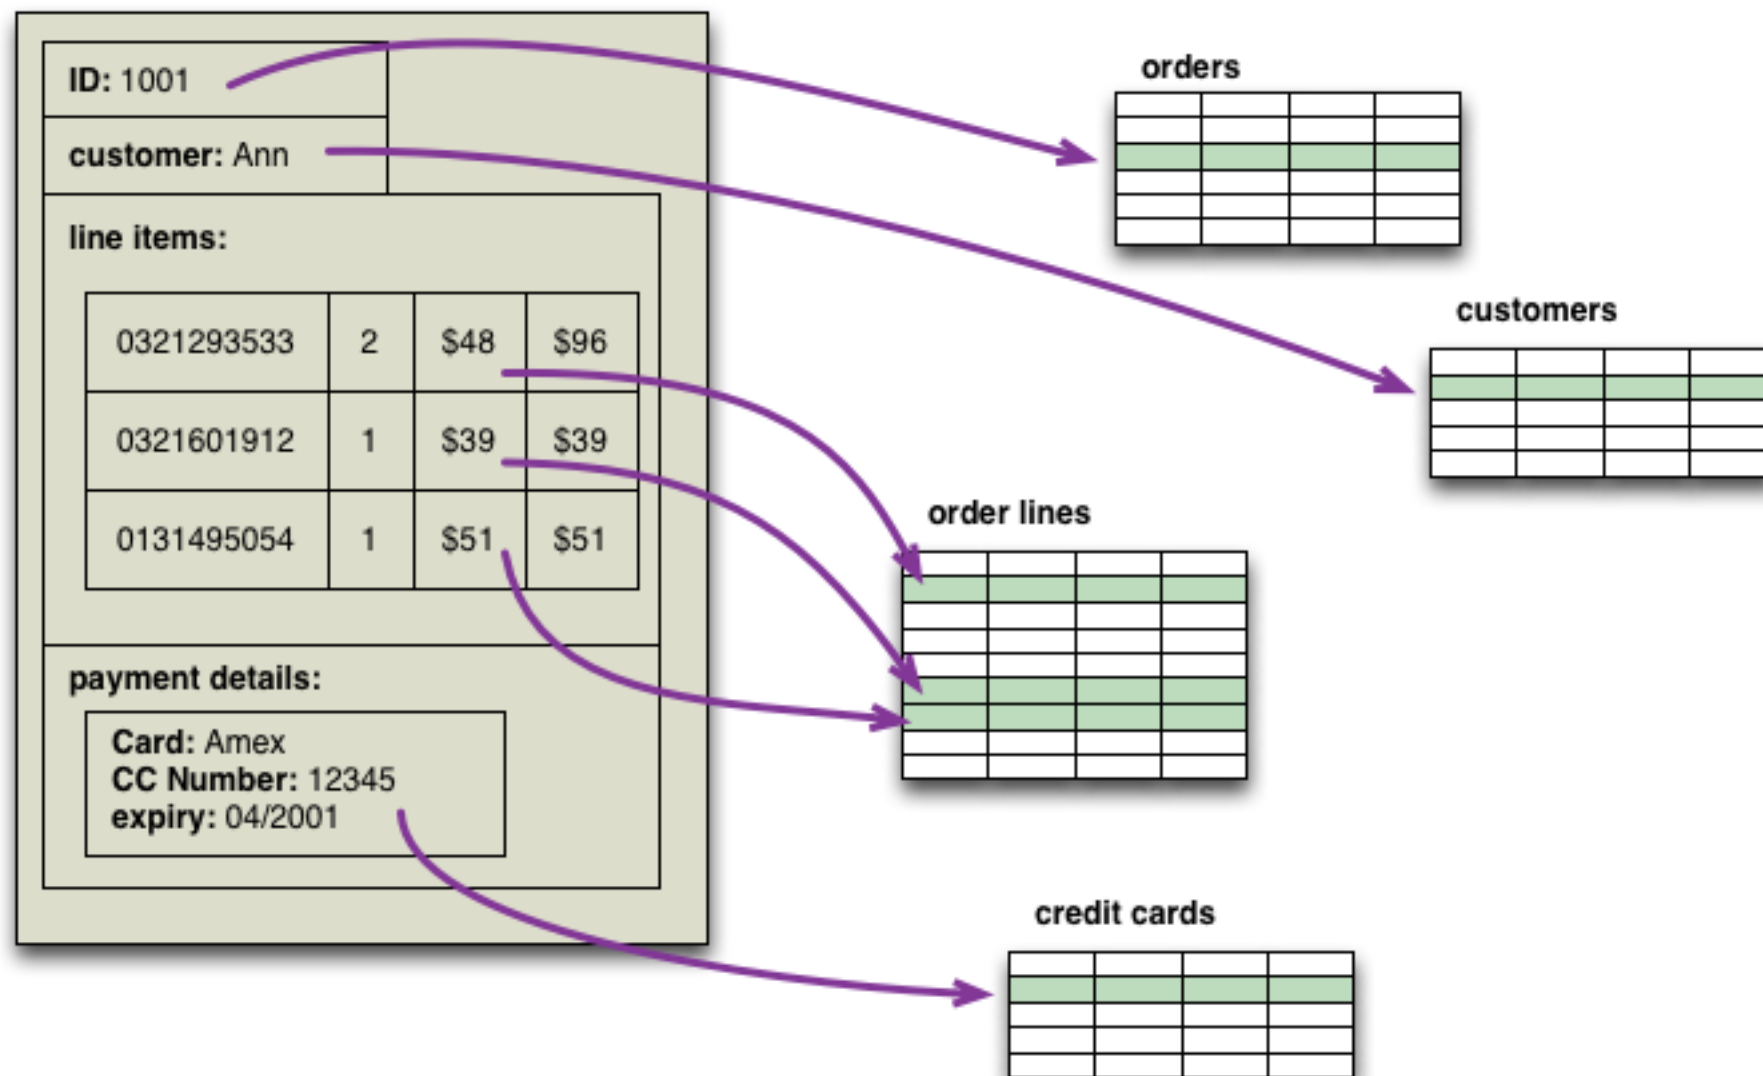 ID: 1001
customer: Ann
line items:
0321293533 2 $48 $96
0321601912 1 $39 $39
0131495054 1 $51 $51
payment details:
Card: Amex
CC Number: 12345
expiry: 04/2001
orders
customers
order lines
credit cards